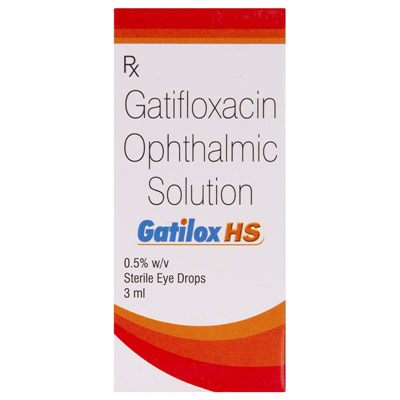 Rx
Gatifloxacin
Ophthalmic
Solution
Gatilox HS
0.5% w/v
Sterile Eye Drops
3 ml